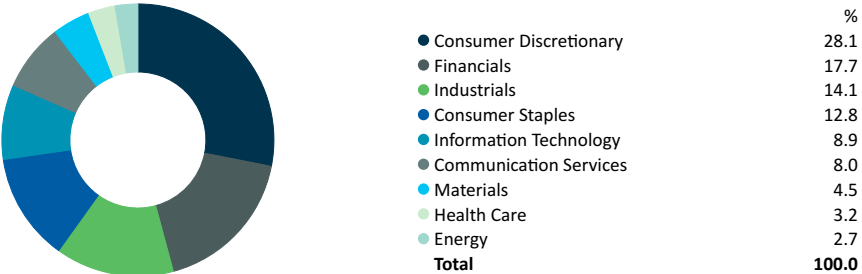 %
Consumer Discretionary 28.1
Financials 17.7
Industrials 14.1
Consumer Staples 12.8
Information Technology 8.9
Communication Services 8.0
Materials 4.5
Health Care 3.2
Energy 2.7
Total 100.0